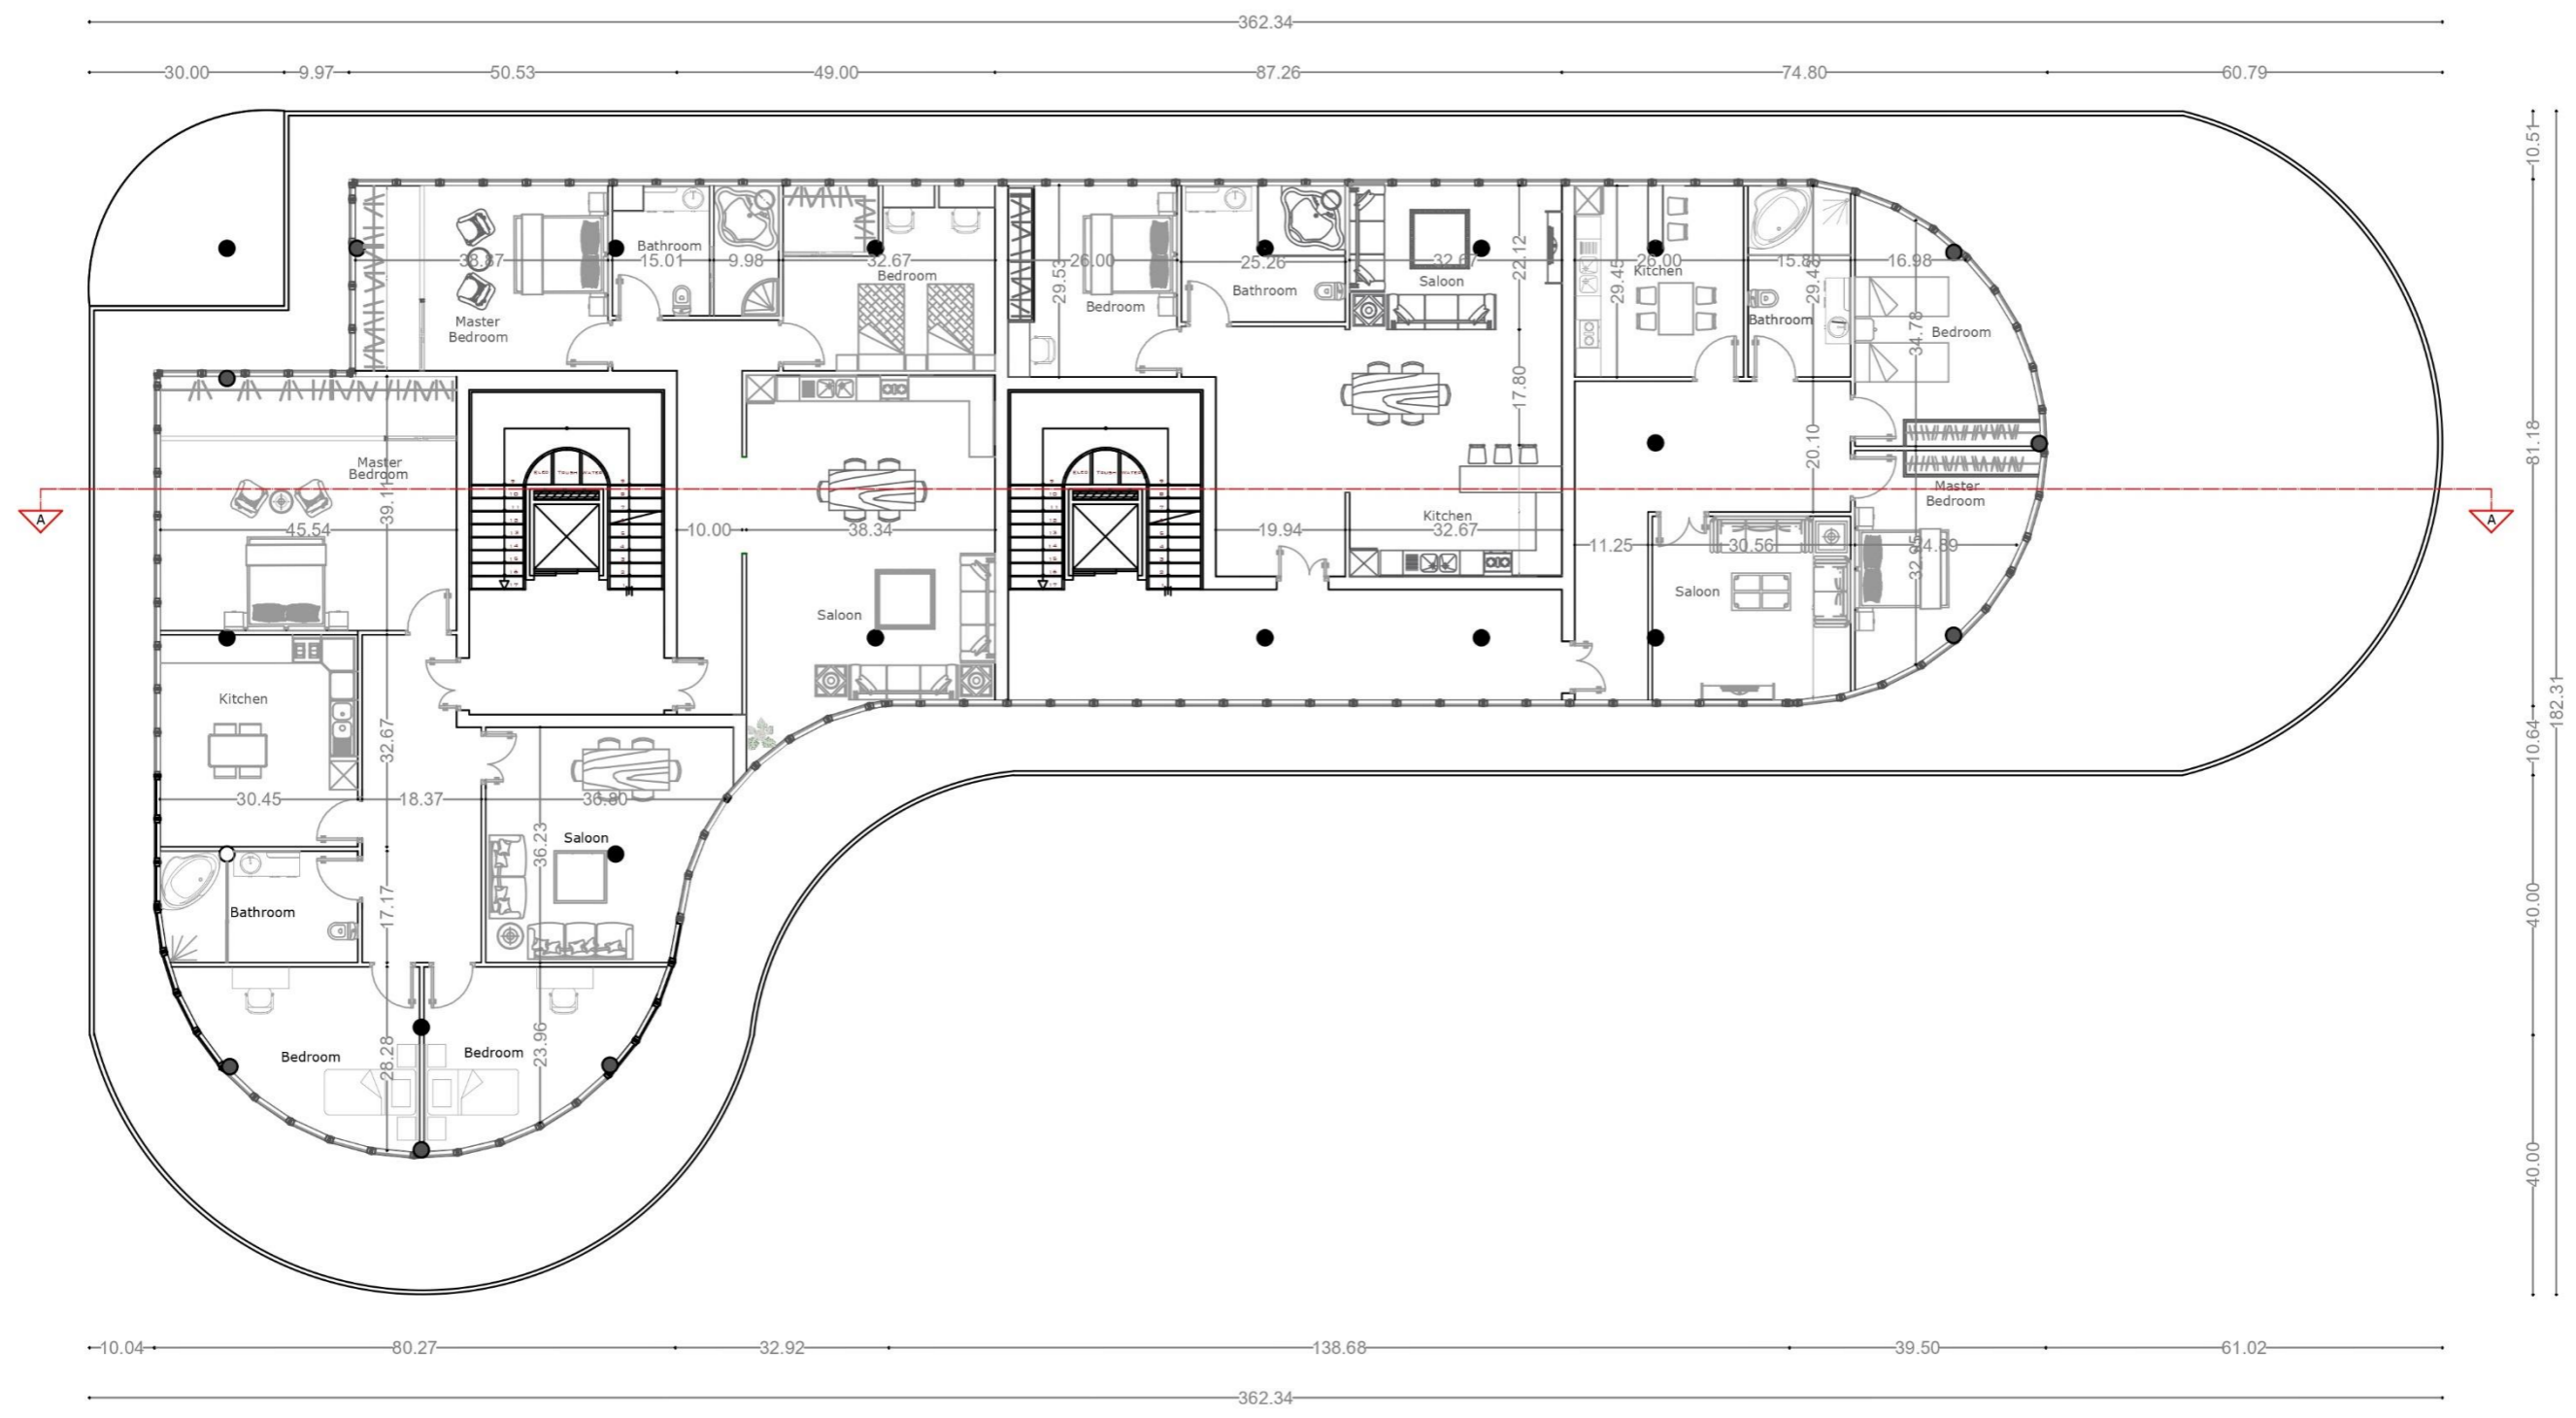 362.34
30.00 9.97 50.53 49.00 87.26 74.80 60.79
10.51
Bathroom
38.87 15.01 9.98 32.67 26.00 25.26 32.67 26.00 15.80 16.98
Bedroom
Kitchen
Saloon
22.12
29.53
29.45
29.48
Bathroom
Bedroom
Master
Bedroom
Bathroom
Bedroom
34.78
17.80
81.18
20.10
Master
Bedroom
39.11
Master
Bedroom
A
A
Kitchen
45.54 10.00 38.34 19.94 32.67
11.25 30.56
Saloon
Saloon
Kitchen
182.31
32.67
10.64
30.45 18.37 36.80
Saloon
36.23
17.17
Bathroom
40.00
Bedroom
Bedroom
28.28
23.96
40.00
10.04 80.27 32.92 138.68 39.50 61.02
362.34